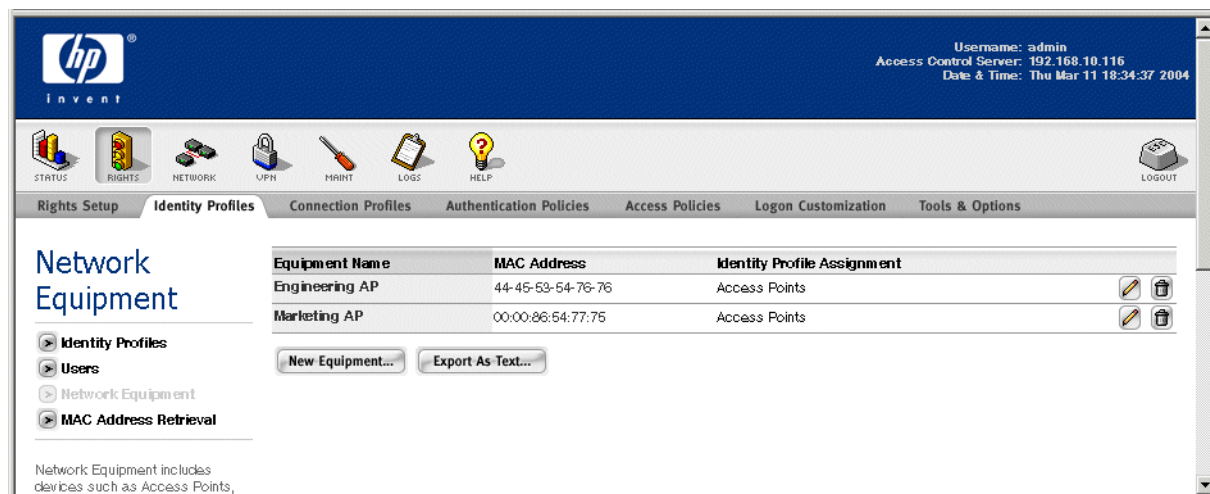 hp®
invent
Username: admin
Access Control Server: 192.168.10.116
Date & Time: Thu Mar 11 18:34:37 2004
STATUS RIGHTS NETWORK VPN MAINT LOGS HELP LOGOUT
Rights Setup Identity Profiles Connection Profiles Authentication Policies Access Policies Logon Customization Tools & Options
Network
Equipment
Identity Profiles
Users
Network Equipment
MAC Address Retrieval
Network Equipment includes
devices such as Access Points,
Equipment Name MAC Address Identity Profile Assignment
Engineering AP 44-45-53-54-76-76 Access Points
Marketing AP 00:00:86:54:77:75 Access Points
New Equipment... Export As Text...